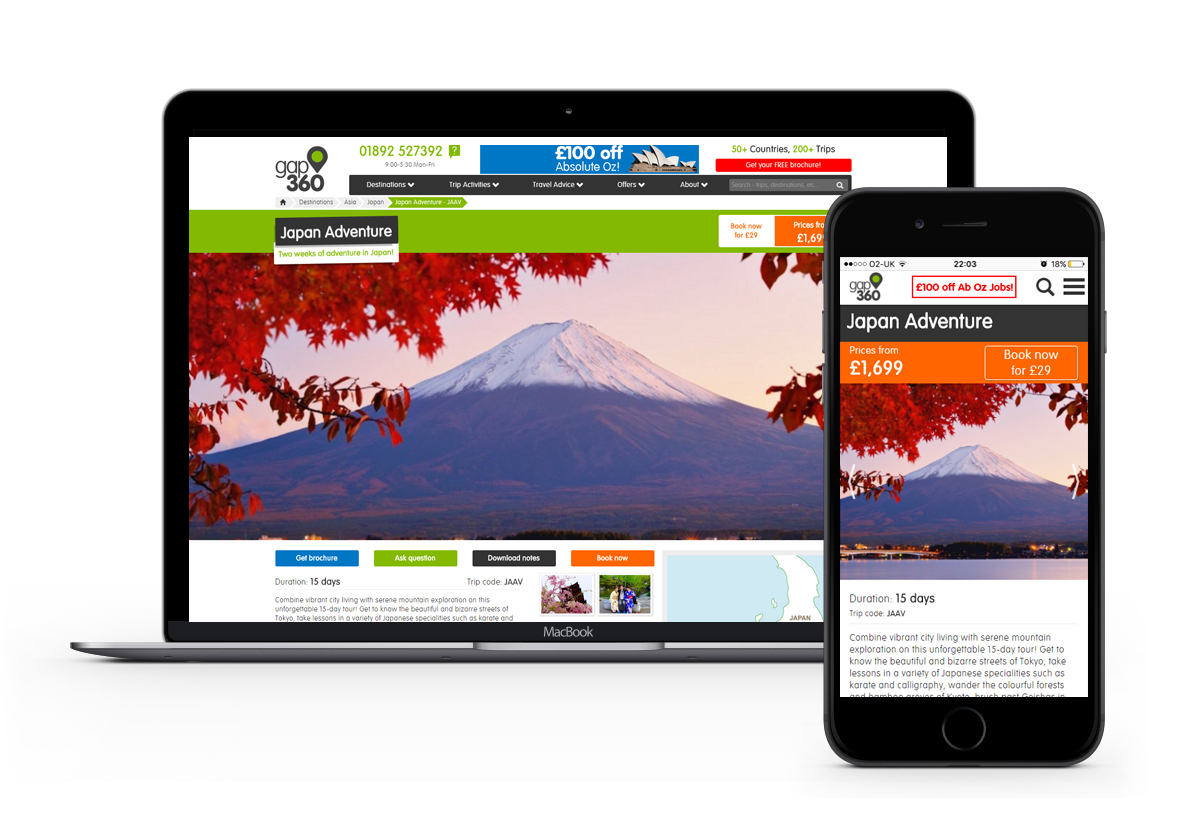 gap
360
01892 527392 ?
9:00-5:30 Mon-Fri
£100 off
Absolute Oz!
50+ Countries, 200+ Trips
Get your FREE brochure!
Destinations Trip Activities Travel Advice Offers About Search - trips, destinations, etc...
Destinations Asia Japan Japan Adventure - JAAV
Japan Adventure
Two weeks of adventure in Japan!
Book now
for £29
Prices
£1,69
Get brochure Ask question Download notes Book now
Duration: 15 days Trip code: JAAV
Combine vibrant city living with serene mountain exploration on this
unforgettable 15-day tour! Get to know the beautiful and bizarre streets of
Tokyo, take lessons in a variety of Japanese specialities such as karate and
JAPAN
MacBook
O2-UK 22:03 18%
gap
360
£100 off Ab Oz Jobs!
Japan Adventure
Prices from
£1,699
Book now
for £29
Duration: 15 days
Trip code: JAAV
Combine vibrant city living with serene mountain
exploration on this unforgettable 15-day tour! Get to
know the beautiful and bizarre streets of Tokyo, take
lessons in a variety of Japanese specialities such as
karate and calligraphy, wander the colourful forests
and bamboo groves of Kyoto, brush past Geishas in